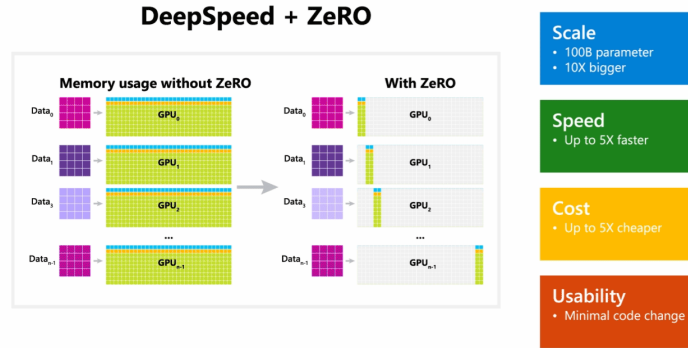 DeepSpeed + ZeRO
Memory usage without ZeRO
Data0
GPU0
Data1
GPU1
Data3
GPU2
...
Datan-1
GPUn-1
With ZeRO
Data0
GPU0
Data1
GPU1
Data3
GPU2
...
Datan-1
GPUn-1
Scale
• 100B parameter
• 10X bigger
Speed
• Up to 5X faster
Cost
• Up to 5X cheaper
Usability
• Minimal code change